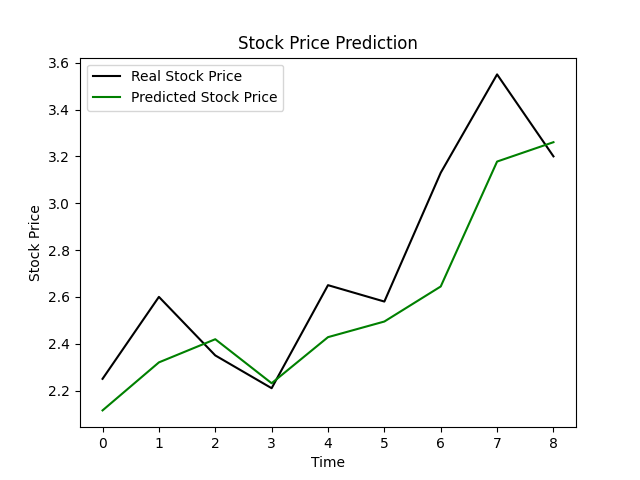 Stock Price Prediction
Real Stock Price
Predicted Stock Price
Stock Price
3.6
3.4
3.2
3.0
2.8
2.6
2.4
2.2
0 1 2 3 4 5 6 7 8
Time